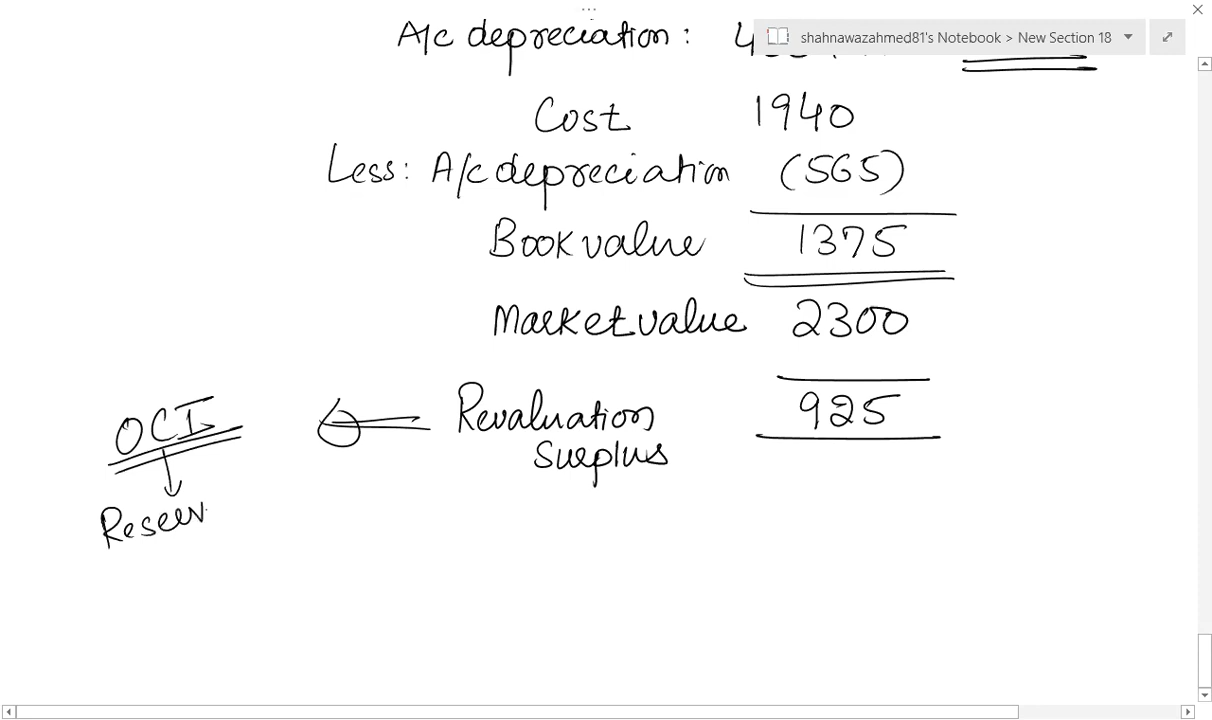 A/c depreciation :
shahnawazahmed81's Notebook > New Section 18
Cost 1940
Less: A/c depreciation (565)
Book value 1375
Market value 2300
OCI Revaluation 925
Surplus
Reserv